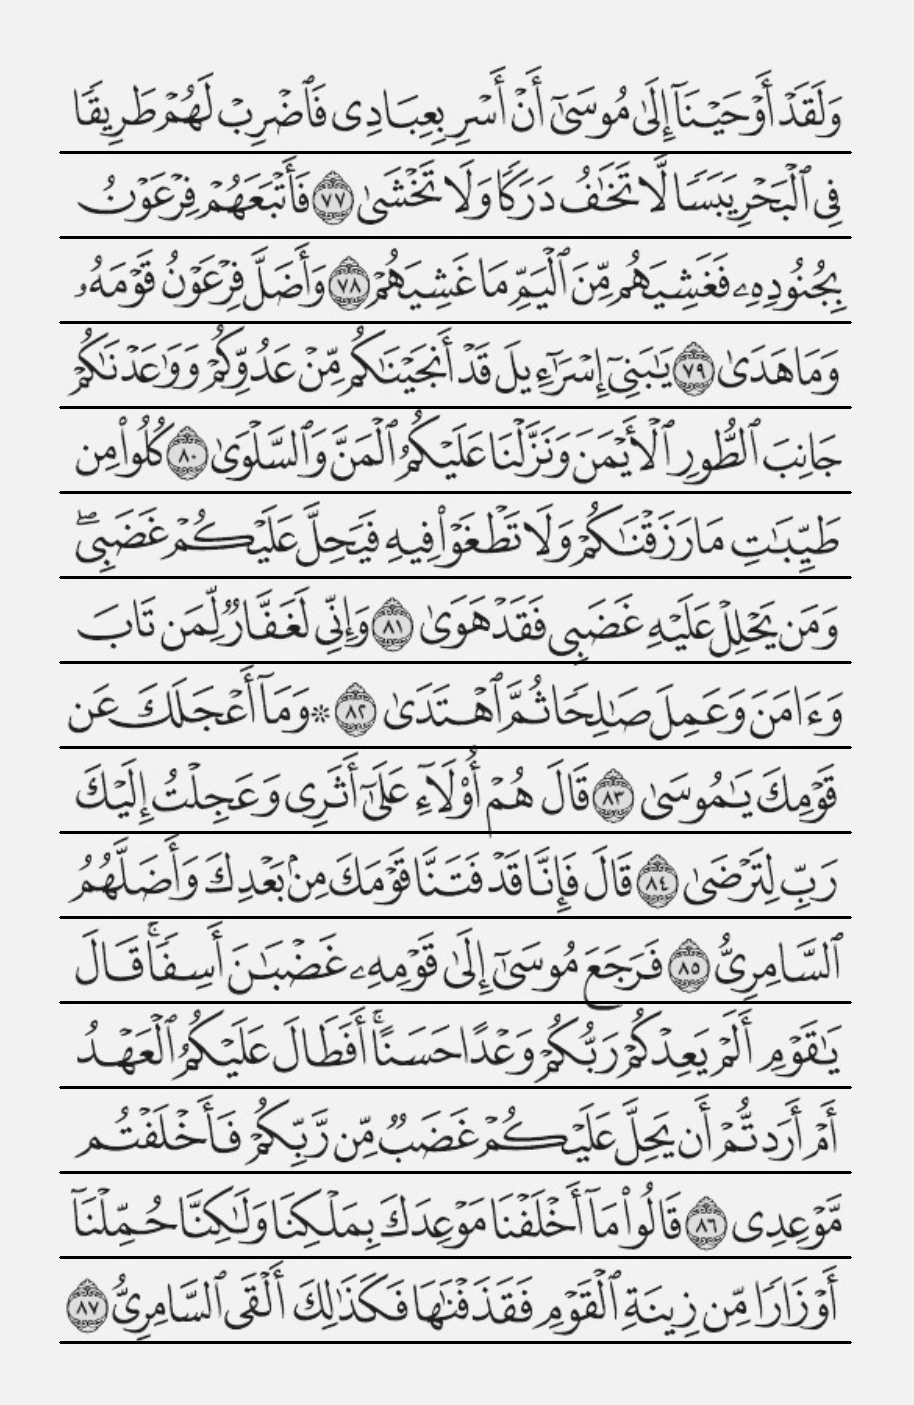 وَلَقَدۡ أَوۡحَيۡنَآ إِلَىٰ مُوسَىٰٓ أَنۡ أَسۡرِ بِعِبَادِى فَٱضۡرِبۡ لَهُمۡ طَرِيقٗا
فِى ٱلۡبَحۡرِ يَبَسٗا لَّا تَخَٰفُ دَرَكٗا وَلَا تَخۡشَىٰ ٧٧ فَأَتۡبَعَهُمۡ فِرۡعَوۡنُ
بِجُنُودِهِۦ فَغَشِيَهُم مِّنَ ٱلۡيَمِّ مَا غَشِيَهُمۡ ٧٨ وَأَضَلَّ فِرۡعَوۡنُ قَوۡمَهُۥ
وَمَا هَدَىٰ ٧٩ يَٰبَنِىٓ إِسۡرَٰٓءِيلَ قَدۡ أَنجَيۡنَٰكُم مِّنۡ عَدُوِّكُمۡ وَوَٰعَدۡنَٰكُمۡ
جَانِبَ ٱلطُّورِ ٱلۡأَيۡمَنَ وَنَزَّلۡنَا عَلَيۡكُمُ ٱلۡمَنَّ وَٱلسَّلۡوَىٰ ٨٠ كُلُواْ مِن
طَيِّبَٰتِ مَا رَزَقۡنَٰكُمۡ وَلَا تَطۡغَوۡاْ فِيهِ فَيَحِلَّ عَلَيۡكُمۡ غَضَبِىۖ
وَمَن يَحۡلِلۡ عَلَيۡهِ غَضَبِى فَقَدۡ هَوَىٰ ٨١ وَإِنِّى لَغَفَّارٞ لِّمَن تَابَ
وَءَامَنَ وَعَمِلَ صَٰلِحٗا ثُمَّ ٱهۡتَدَىٰ ٨٢ ۞ وَمَآ أَعۡجَلَكَ عَن
قَوۡمِكَ يَٰمُوسَىٰ ٨٣ قَالَ هُمۡ أُوْلَآءِ عَلَىٰٓ أَثَرِى وَعَجِلۡتُ إِلَيۡكَ
رَبِّ لِتَرۡضَىٰ ٨٤ قَالَ فَإِنَّا قَدۡ فَتَنَّا قَوۡمَكَ مِنۢ بَعۡدِكَ وَأَضَلَّهُمُ
ٱلسَّامِرِىُّ ٨٥ فَرَجَعَ مُوسَىٰٓ إِلَىٰ قَوۡمِهِۦ غَضۡبَٰنَ أَسِفٗاۚ قَالَ
يَٰقَوۡمِ أَلَمۡ يَعِدۡكُمۡ رَبُّكُمۡ وَعۡدًا حَسَنًاۚ أَفَطَالَ عَلَيۡكُمُ ٱلۡعَهۡدُ
أَمۡ أَرَدتُّمۡ أَن يَحِلَّ عَلَيۡكُمۡ غَضَبٞ مِّن رَّبِّكُمۡ فَأَخۡلَفۡتُم
مَّوۡعِدِى ٨٦ قَالُواْ مَآ أَخۡلَفۡنَا مَوۡعِدَكَ بِمَلۡكِنَا وَلَٰكِنَّا حُمِّلۡنَآ
أَوۡزَارٗا مِّن زِينَةِ ٱلۡقَوۡمِ فَقَذَفۡنَٰهَا فَكَذَٰلِكَ أَلۡقَى ٱلسَّامِرِىُّ ٨٧